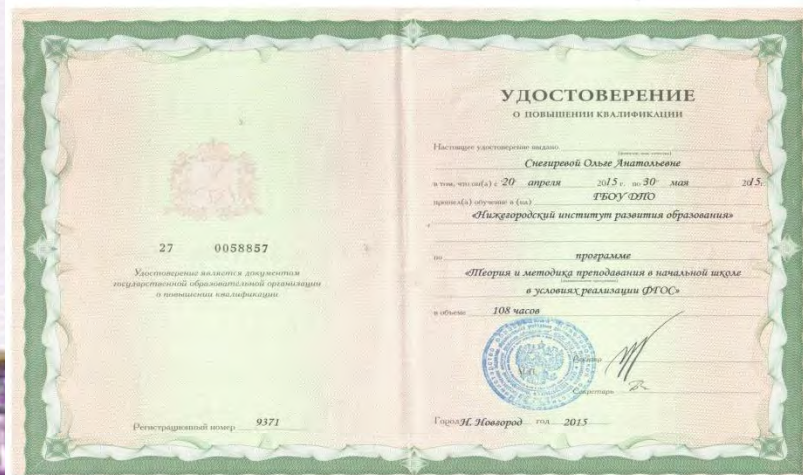 27 0058857
Удостоверение является документом
государственной образовательной организации
о повышении квалификации
Регистрационный номер 9371
УДОСТОВЕРЕНИЕ
О ПОВЫШЕНИИ КВАЛИФИКАЦИИ
Настоящее удостоверение выдано
Снегиревой Ольге Анатольевне
в том, что он(а) с 20 апреля 2015 г. по 30 мая 2015г.
прошел(а) обучение в (на) ГБОУ ДПО
«Нижегородский институт развития образования»
по программе
«Теория и методика преподавания в начальной школе
в условиях реализации ФГОС»
в объеме 108 часов
М.П.
Секретарь
Город Н. Новгород год 2015